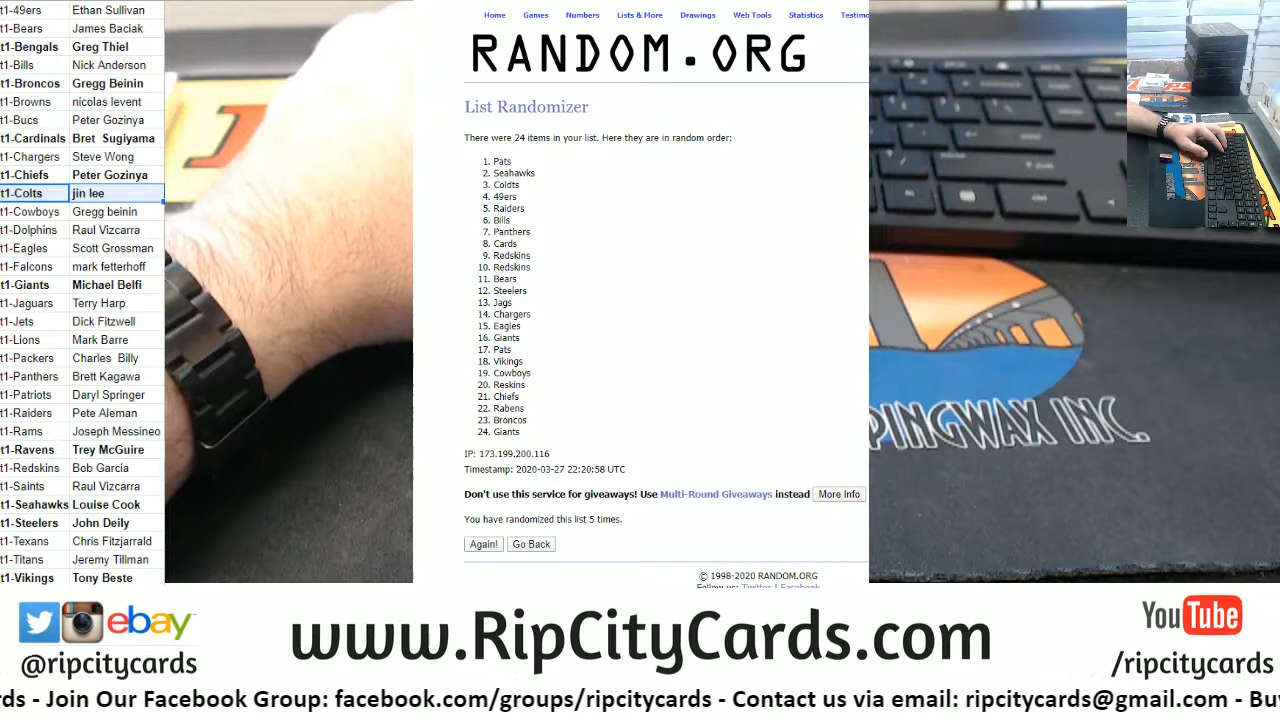 t1-49ers Ethan Sullivan
t1-Bears James Baciak
t1-Bengals Greg Thiel
t1-Bills Nick Anderson
t1-Broncos Gregg Beinin
t1-Browns nicolas levent
t1-Bucs Peter Gozinya
t1-Cardinals Bret Sugiyama
t1-Chargers Steve Wong
t1-Chiefs Peter Gozinya
t1-Colts jin lee
t1-Cowboys Gregg beinin
t1-Dolphins Raul Vizcarra
t1-Eagles Scott Grossman
t1-Falcons mark fetterhoff
t1-Giants Michael Belfi
t1-Jaguars Terry Harp
t1-Jets Dick Fitzwell
t1-Lions Mark Barre
t1-Packers Charles Billy
t1-Panthers Brett Kagawa
t1-Patriots Daryl Springer
t1-Raiders Pete Aleman
t1-Rams Joseph Messineo
t1-Ravens Trey McGuire
t1-Redskins Bob Garcia
t1-Saints Raul Vizcarra
t1-Seahawks Louise Cook
t1-Steelers John Deily
t1-Texans Chris Fitzjarrald
t1-Titans Jeremy Tillman
t1-Vikings Tony Beste
Home Games Numbers Lists & More Drawings Web Tools Statistics Testimo
RANDOM.ORG
List Randomizer
There were 24 items in your list. Here they are in random order:
1. Pats
2. Seahawks
3. Coldts
4. 49ers
5. Raiders
6. Bills
7. Panthers
8. Cards
9. Redskins
10. Redskins
11. Bears
12. Steelers
13. Jags
14. Chargers
15. Eagles
16. Giants
17. Pats
18. Vikings
19. Cowboys
20. Reskins
21. Chiefs
22. Rabens
23. Broncos
24. Giants
IP: 173.199.200.116
Timestamp: 2020-03-27 22:20:58 UTC
Don't use this service for giveaways! Use Multi-Round Giveaways instead More Info
You have randomized this list 5 times.
Again! Go Back
© 1998-2020 RANDOM.ORG
Follow us: Twitter | Facebook
PINGWAX INC.
ebay™
@ripcitycards
www.RipCityCards.com
YouTube
/ripcitycards
rds - Join Our Facebook Group: facebook.com/groups/ripcitycards - Contact us via email: ripcitycards@gmail.com - Bu